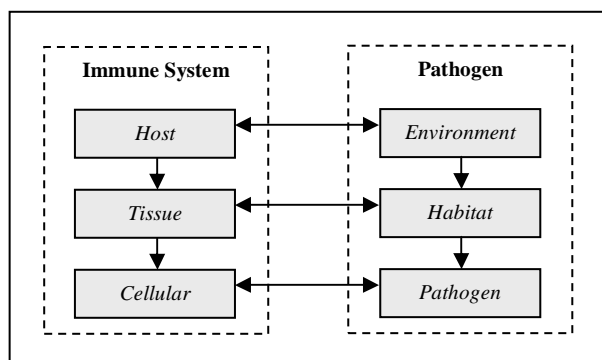 Immune System
Pathogen
Host
Environment
Tissue
Habitat
Cellular
Pathogen